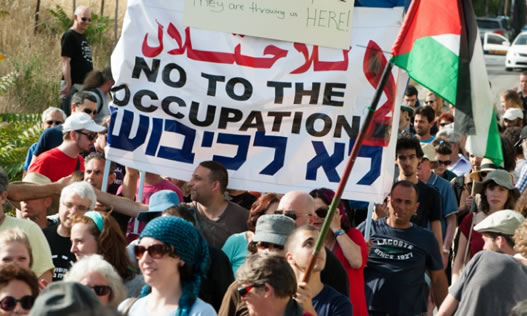 They are throwing us HERE!
لا للاحتلال
NO TO THE
OCCUPATION
לא לכיבוש
LACOSTE
SINCE 1927